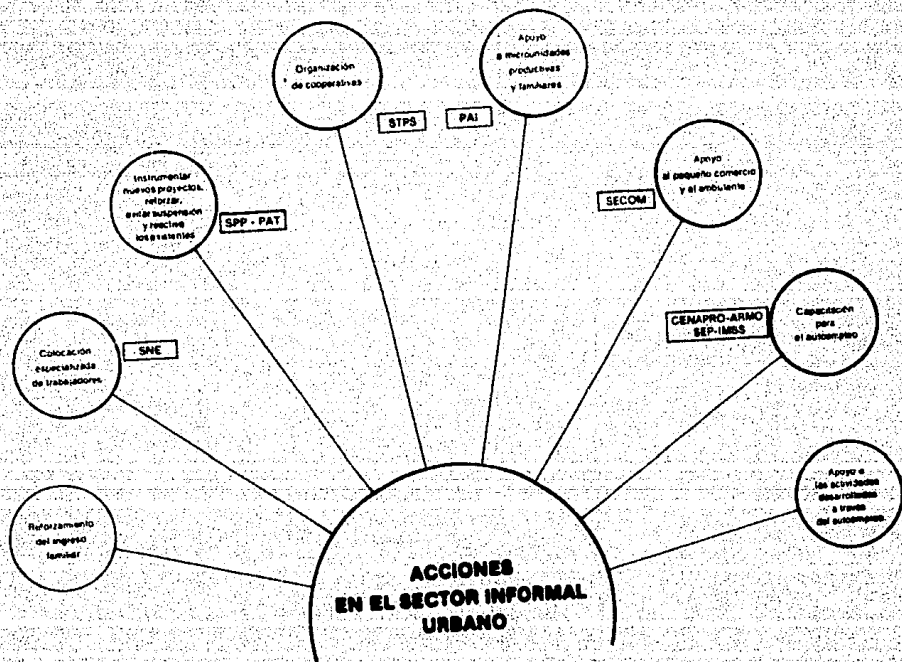 Apoyo
a microunidades
productivas
y familiares
Organización
de cooperativas
STPS
PAI
Instrumentar
nuevos proyectos,
reforzar,
evitar suspensión
y reactivar
los existentes
SPP - PAT
Apoyo
al pequeño comercio
y al ambulante
SECOM
Colocación
especializada
de trabajadores
SNE
CENAPRO-ARMO
SEP-IMSS
Capacitación
para
el autoempleo
Reforzamiento
del ingreso
familiar
Apoyo a
las actividades
desarrolladas
a través
del autoempleo
ACCIONES
EN EL SECTOR INFORMAL
URBANO